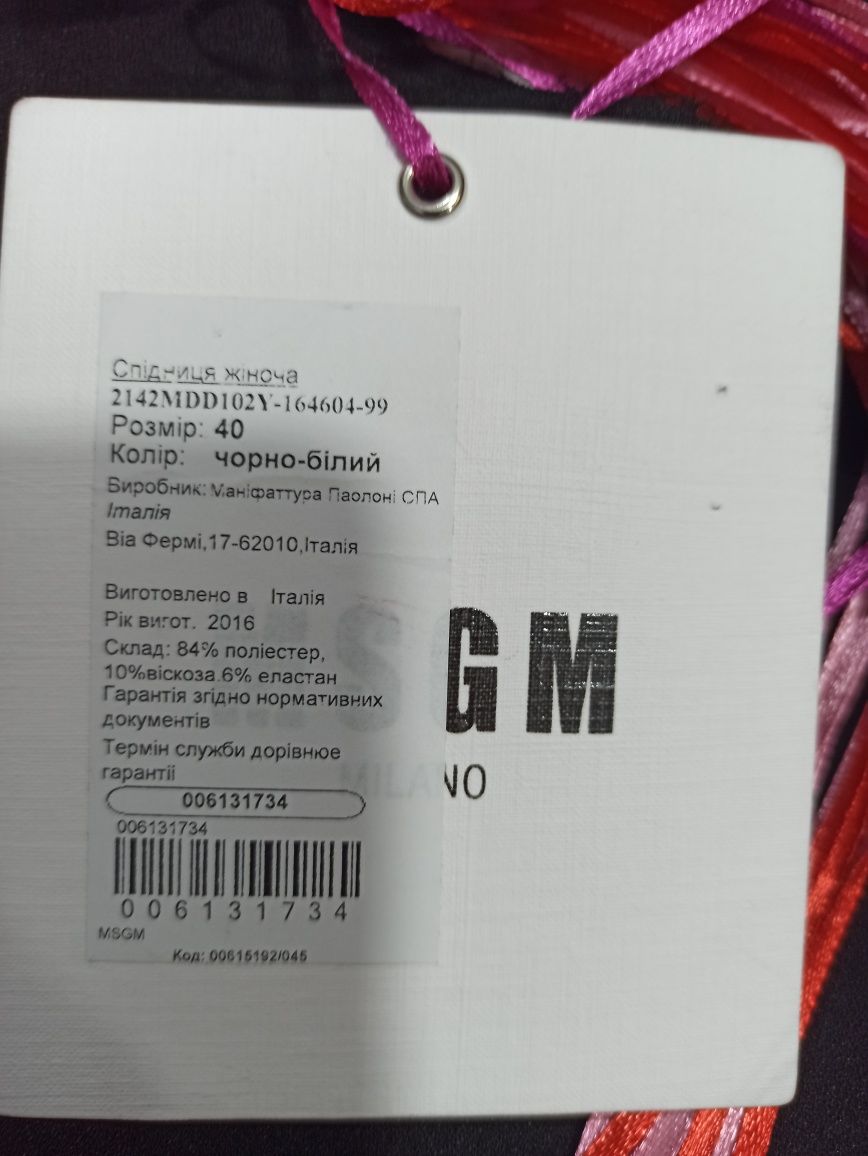 Спідниця жіноча
2142MDD102Y-164604-99
Розмір: 40
Колір: чорно-білий
Виробник: Маніфаттура Паолоні СПА
Італія
Віа Фермі,17-62010,Італія
Виготовлено в Італія
Рік вигот. 2016
Склад: 84% поліестер,
10%віскоза.6% еластан
Гарантія згідно нормативних
документів
Термін служби дорівнює
гарантії
006131734
006131734
006131734
MSGM
Код: 00615192/045
MSGM
MILANO